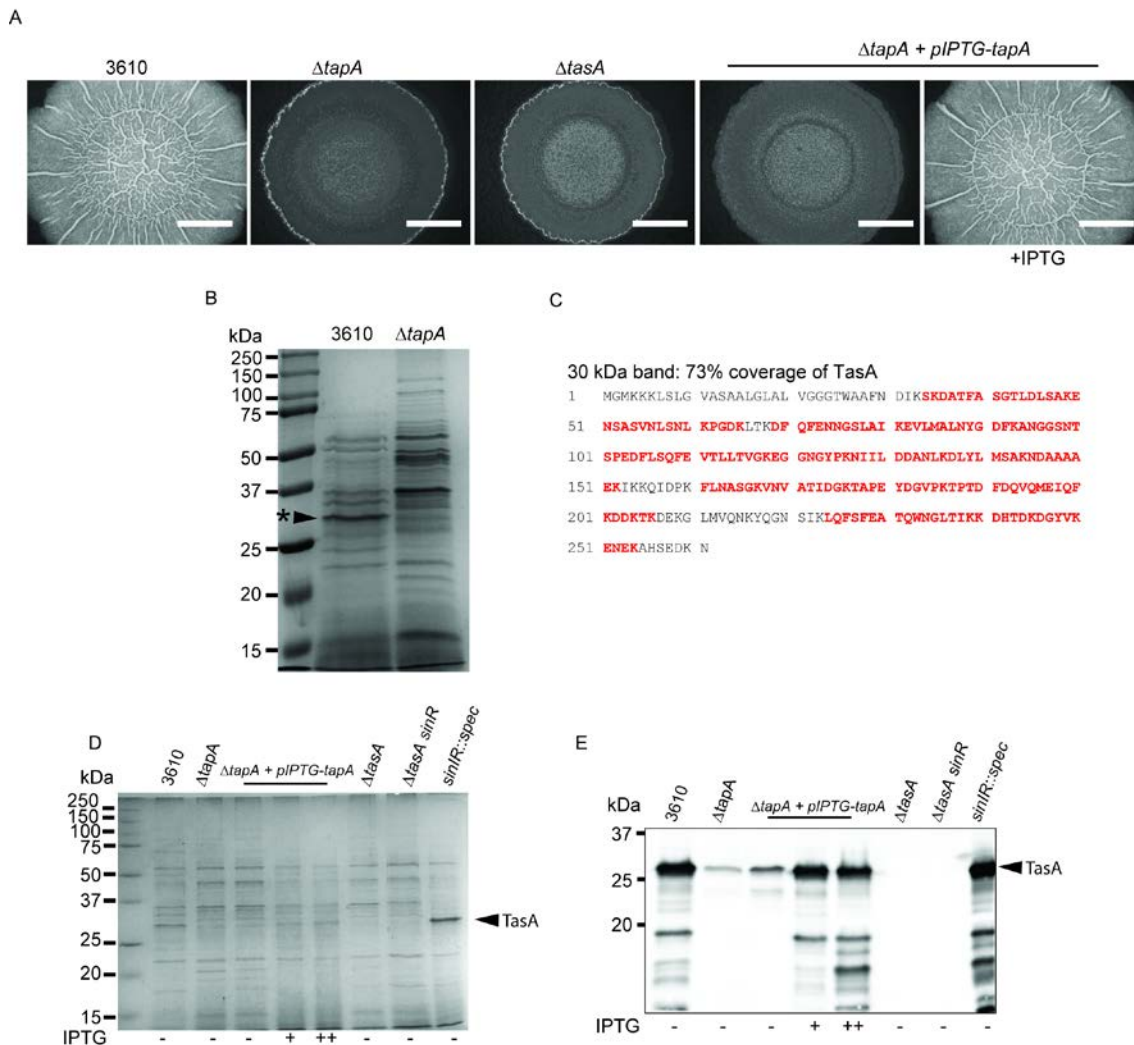 A
3610
ΔtapA
ΔtasA
ΔtapA + pIPTG-tapA
+IPTG
B
kDa
3610
ΔtapA
250
150
100
75
50
37
*
25
20
15
C
30 kDa band: 73% coverage of TasA
1 MGMKKKLSLG VASAALGLAL VGGGTWAAFN DIKSKDATFA SGTLDLSAKE
51 NSASVNLSNL KPGDKLTKDF QFENNGSLAI KEVLMALNYG DFKANGGSNT
101 SPEDFLSQFE VTLLTVGKEG GNGYPKNIIL DDANLKDLYL MSAKNDAAAA
151 EKIKKQIDPK FLNASGKVNV ATIDGKTAPE YDGVPKTPTD FDQVQMEIQF
201 KDDKTKDEKG LMVQNKYQGN SIKLQFSFEA TQWNGLTIKK DHTDKDGYVK
251 ENEKAHSEDK N
D
kDa
3610
ΔtapA
ΔtapA + pIPTG-tapA
ΔtasA
ΔtasA sinR
sinIR::spec
250
150
100
75
50
37
25
20
15
TasA
IPTG - - - + ++ - - -
E
kDa
3610
ΔtapA
ΔtapA + pIPTG-tapA
ΔtasA
ΔtasA sinR
sinIR::spec
37
25
20
TasA
IPTG - - - + ++ - - -